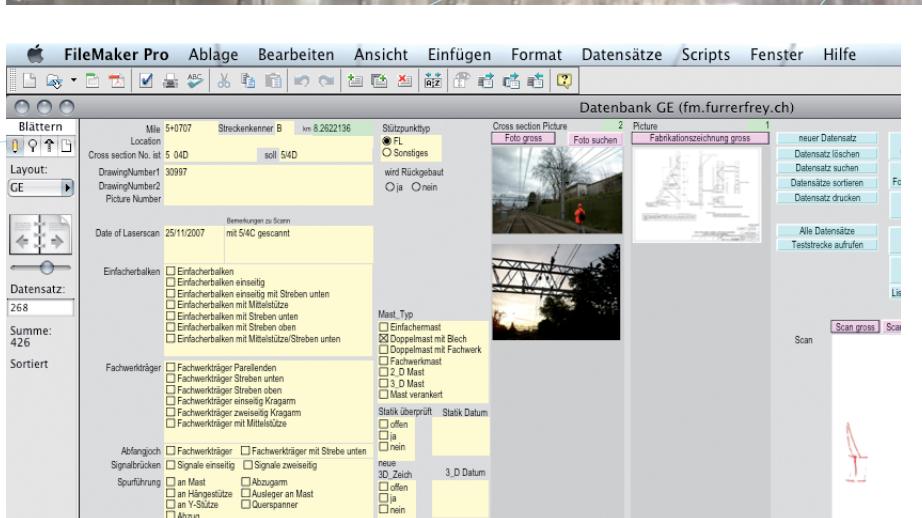 FileMaker Pro Ablage Bearbeiten Ansicht Einfügen Format Datensätze Scripts Fenster Hilfe
ABC
Datenbank GE (fm.furrerfrey.ch)
Blättern
Layout:
GE
Datensatz:
268
Summe:
426
Sortiert
Mile 5+0707 Streckenkenner B km 8.2622136
Location
Cross section No. ist 5 04D soll 5/4D
DrawingNumber1 30997
DrawingNumber2
Picture Number
Bemerkungen zu Scann
Date of Laserscan 25/11/2007 mit 5/4C gescannt
Einfacherbalken Einfacherbalken
Einfacherbalken einseitig
Einfacherbalken einseitig mit Streben unten
Einfacherbalken mit Mittelstütze
Einfacherbalken mit Streben unten
Einfacherbalken mit Streben oben
Einfacherbalken mit Mittelstütze/Streben unten
Fachwerkträger Fachwerkträger Parellenden
Fachwerkträger Streben unten
Fachwerkträger Streben oben
Fachwerkträger einseitig Kragarm
Fachwerkträger zweiseitig Kragarm
Fachwerkträger mit Mittelstütze
Abfangjoch Fachwerkträger Fachwerkträger mit Strebe unten
Signalbrücken Signale einseitig Signale zweiseitig
Spurführung an Mast Abzugarm
an Hängestütze Ausleger an Mast
an Y-Stütze Querspanner
Abzug
Stützpunkttyp
FL
Sonstiges
wird Rückgebaut
ja nein
Mast_Typ
Einfachermast
Doppelmast mit Blech
Doppelmast mit Fachwerk
Fachwerkmast
2_D Mast
3_D Mast
Mast verankert
Statik überprüft Statik Datum
offen
ja
nein
neue
3D_Zeich 3_D Datum
offen
ja
nein
Cross section Picture 2
Foto gross Foto suchen
Picture 1
Fabrikationszeichnung gross
neuer Datensatz
Datensatz löschen
Datensatz suchen
Datensätze sortieren
Datensatz drucken
Alle Datensätze
Teststrecke aufrufen
Fo
Lis
Scan gross Scan
Scan